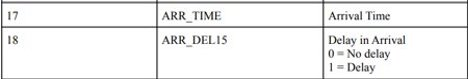 17 ARR_TIME Arrival Time
18 ARR_DEL15 Delay in Arrival
0 = No delay
1 = Delay